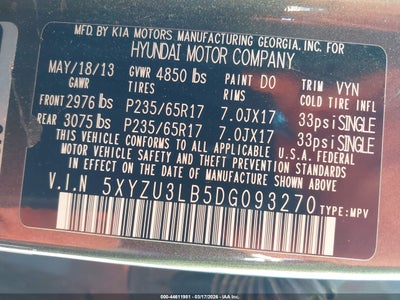 MFD.BY KIA MOTORS MANUFACTURING GEORGIA,INC.FOR
HYUNDAI MOTOR COMPANY
MAY/18/13 GVWR 4850 lbs PAINT DO TRIM VYN
GAWR TIRES RIMS COLD TIRE INFL
FRONT 2976 lbs P235/65R17 7.0JX17 33psi SINGLE
REAR 3075 lbs P235/65R17 7.0JX17 33psi SINGLE
THIS VEHICLE CONFORMS TO ALL APPLICABLE U.S.A. FEDERAL
MOTOR VEHICLE SAFETY AND THEFT PREVENTION STANDARDS
IN EFFECT ON THE DATE OF MANUFACTURE SHOWN ABOVE.
V.I.N 5XYZU3LB5DG093270 TYPE:MPV
000-44611981 - 03/17/2026 - IAA Branding